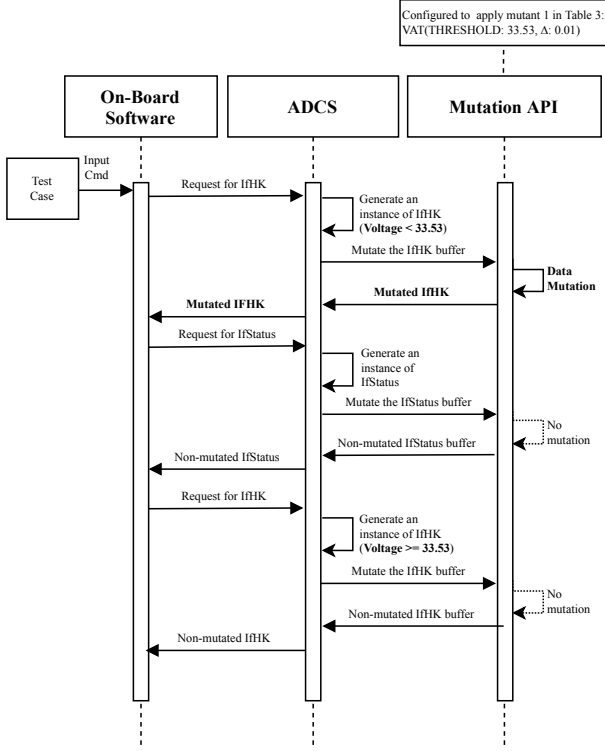 Configured to apply mutant 1 in Table 3:
VAT(THRESHOLD: 33.53, Δ: 0.01)
On-Board
Software
ADCS
Mutation API
Test
Case
Input
Cmd
Request for IfHK
Generate an
instance of IfHK
(Voltage < 33.53)
Mutate the IfHK buffer
Data
Mutation
Mutated IfHK
Mutated IFHK
Request for IfStatus
Generate an
instance of
IfStatus
Mutate the IfStatus buffer
No
mutation
Non-mutated IfStatus buffer
Non-mutated IfStatus
Request for IfHK
Generate an
instance of IfHK
(Voltage >= 33.53)
Mutate the IfHK buffer
No
mutation
Non-mutated IfHK buffer
Non-mutated IfHK